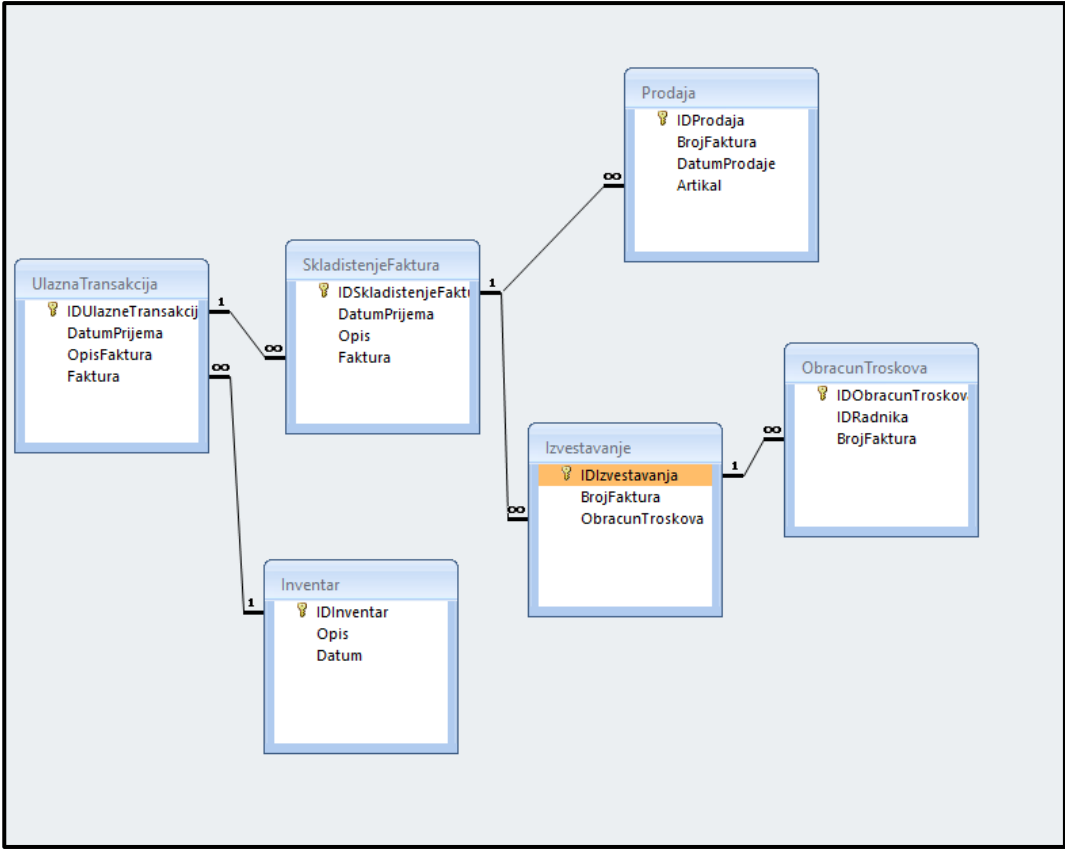 Prodaja
IDProdaja
BrojFaktura
DatumProdaje
Artikal
UlaznaTransakcija
IDUlazneTransakcij
DatumPrijema
OpisFaktura
Faktura
SkladistenjeFaktura
IDSkladistenjeFaktu
DatumPrijema
Opis
Faktura
ObracunTroskova
IDObracunTroskova
IDRadnika
BrojFaktura
Izvestavanje
IDIzvestavanja
BrojFaktura
ObracunTroskova
Inventar
IDInventar
Opis
Datum
1
∞
∞
1
1
∞
∞
1
∞
1